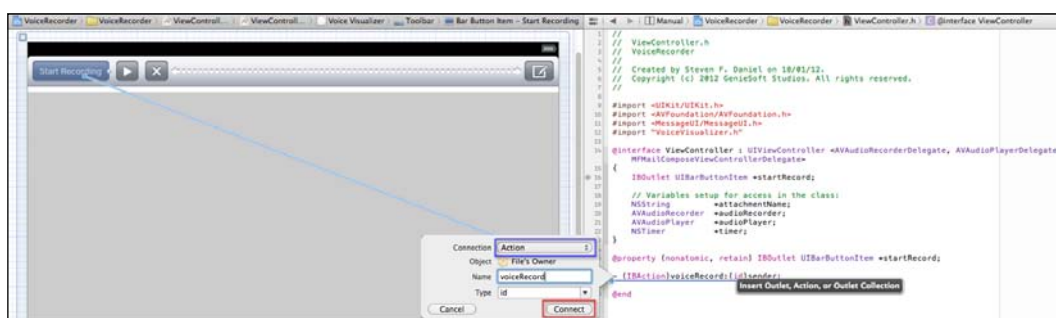 VoiceRecorder VoiceRecorder ViewControll... ViewControll... Voice Visualizer Toolbar Bar Button Item – Start Recording
Manual VoiceRecorder VoiceRecorder ViewController.h @interface ViewController
Start Recording
//
// ViewController.h
// VoiceRecorder
//
// Created by Steven F. Daniel on 10/01/12.
// Copyright (c) 2012 GenieSoft Studios. All rights reserved.
//
#import <UIKit/UIKit.h>
#import <AVFoundation/AVFoundation.h>
#import <MessageUI/MessageUI.h>
#import "VoiceVisualizer.h"
@interface ViewController : UIViewController <AVAudioRecorderDelegate, AVAudioPlayerDelegate
MFMailComposeViewControllerDelegate>
{
IBOutlet UIBarButtonItem *startRecord;
// Variables setup for access in the class:
NSString *attachmentName;
AVAudioRecorder *audioRecorder;
AVAudioPlayer *audioPlayer;
NSTimer *timer;
}
@property (nonatomic, retain) IBOutlet UIBarButtonItem *startRecord;
- (IBAction)voiceRecord:(id)sender;
Insert Outlet, Action, or Outlet Collection
@end
Connection Action
Object File's Owner
Name voiceRecord
Type id
Cancel Connect